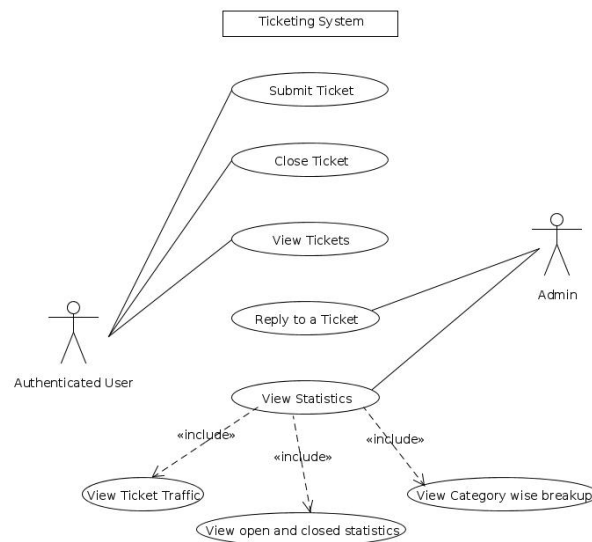 Ticketing System
Submit Ticket
Close Ticket
View Tickets
Admin
Reply to a Ticket
Authenticated User
View Statistics
«include»
«include»
«include»
View Ticket Traffic
View Category wise breakup
View open and closed statistics